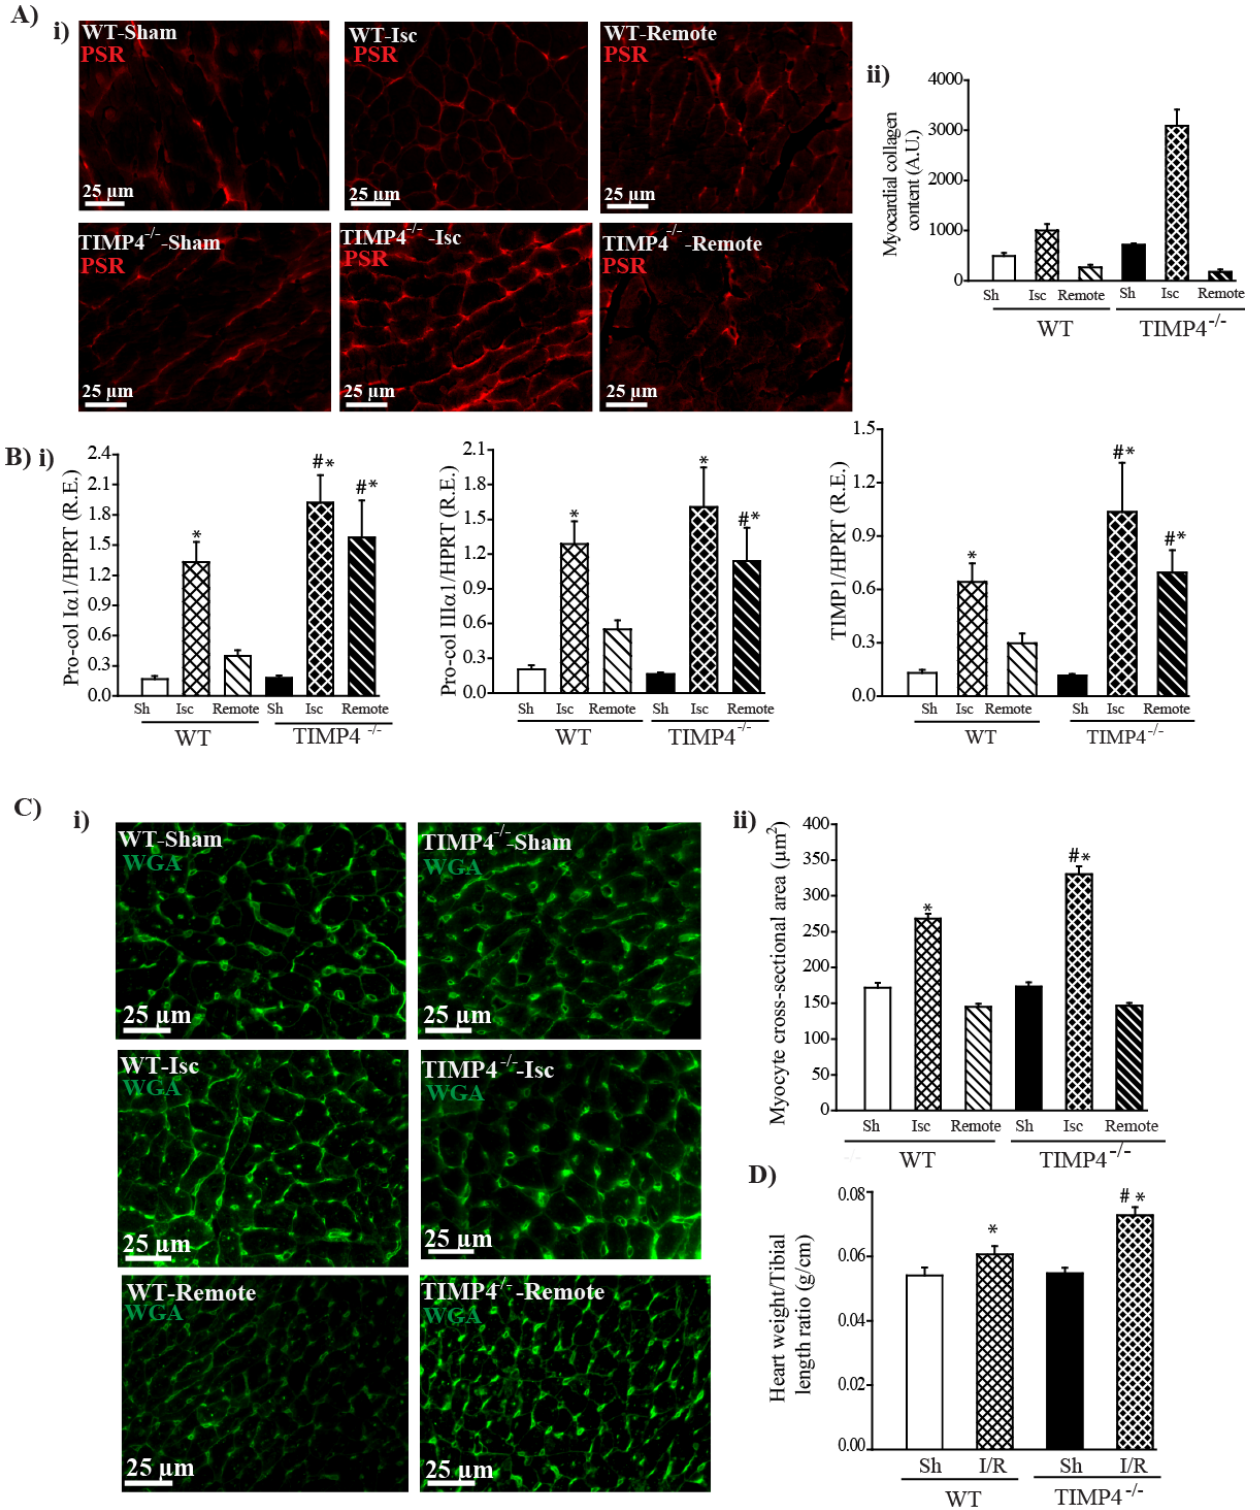 A)
i)
WT-Sham
PSR
25 µm
WT-Isc
PSR
25 µm
WT-Remote
PSR
25 µm
TIMP4-/--Sham
PSR
25 µm
TIMP4-/- -Isc
PSR
25 µm
TIMP4-/--Remote
PSR
25 µm
ii)
Myocardial collagen
content (A.U.)
4000
3000
2000
1000
0
Sh Isc Remote Sh Isc Remote
WT TIMP4-/-
B) i)
Pro-col Iα1/HPRT (R.E.)
2.4
2.1
1.8
1.5
1.2
0.9
0.6
0.3
0.0
* #* #*
Sh Isc Remote Sh Isc Remote
WT TIMP4 -/-
Pro-col IIIα1/HPRT (R.E.)
2.1
1.8
1.5
1.2
0.9
0.6
0.3
0.0
* * #*
Sh Isc Remote Sh Isc Remote
WT TIMP4-/-
TIMP1/HPRT (R.E.)
1.5
1.2
0.9
0.6
0.3
0.0
* #* #*
Sh Isc Remote Sh Isc Remote
WT TIMP4-/-
C)
i)
WT-Sham
WGA
25 µm
TIMP4-/--Sham
WGA
25 µm
WT-Isc
WGA
25 µm
TIMP4-/--Isc
WGA
25 µm
WT-Remote
WGA
25 µm
TIMP4-/--Remote
WGA
25 µm
ii)
Myocyte cross-sectional area (µm²)
400
350
300
250
200
150
100
50
0
* #*
Sh Isc Remote Sh Isc Remote
-/- WT TIMP4-/-
D)
Heart weight/Tibial
length ratio (g/cm)
0.08
0.06
0.04
0.02
0.00
* # *
Sh I/R Sh I/R
WT TIMP4-/-